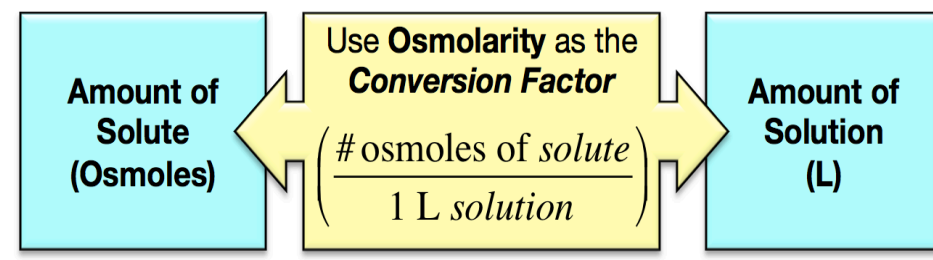 Amount of
Solute
(Osmoles)
Use Osmolarity as the
Conversion Factor
# osmoles of solute
1 L solution
Amount of
Solution
(L)